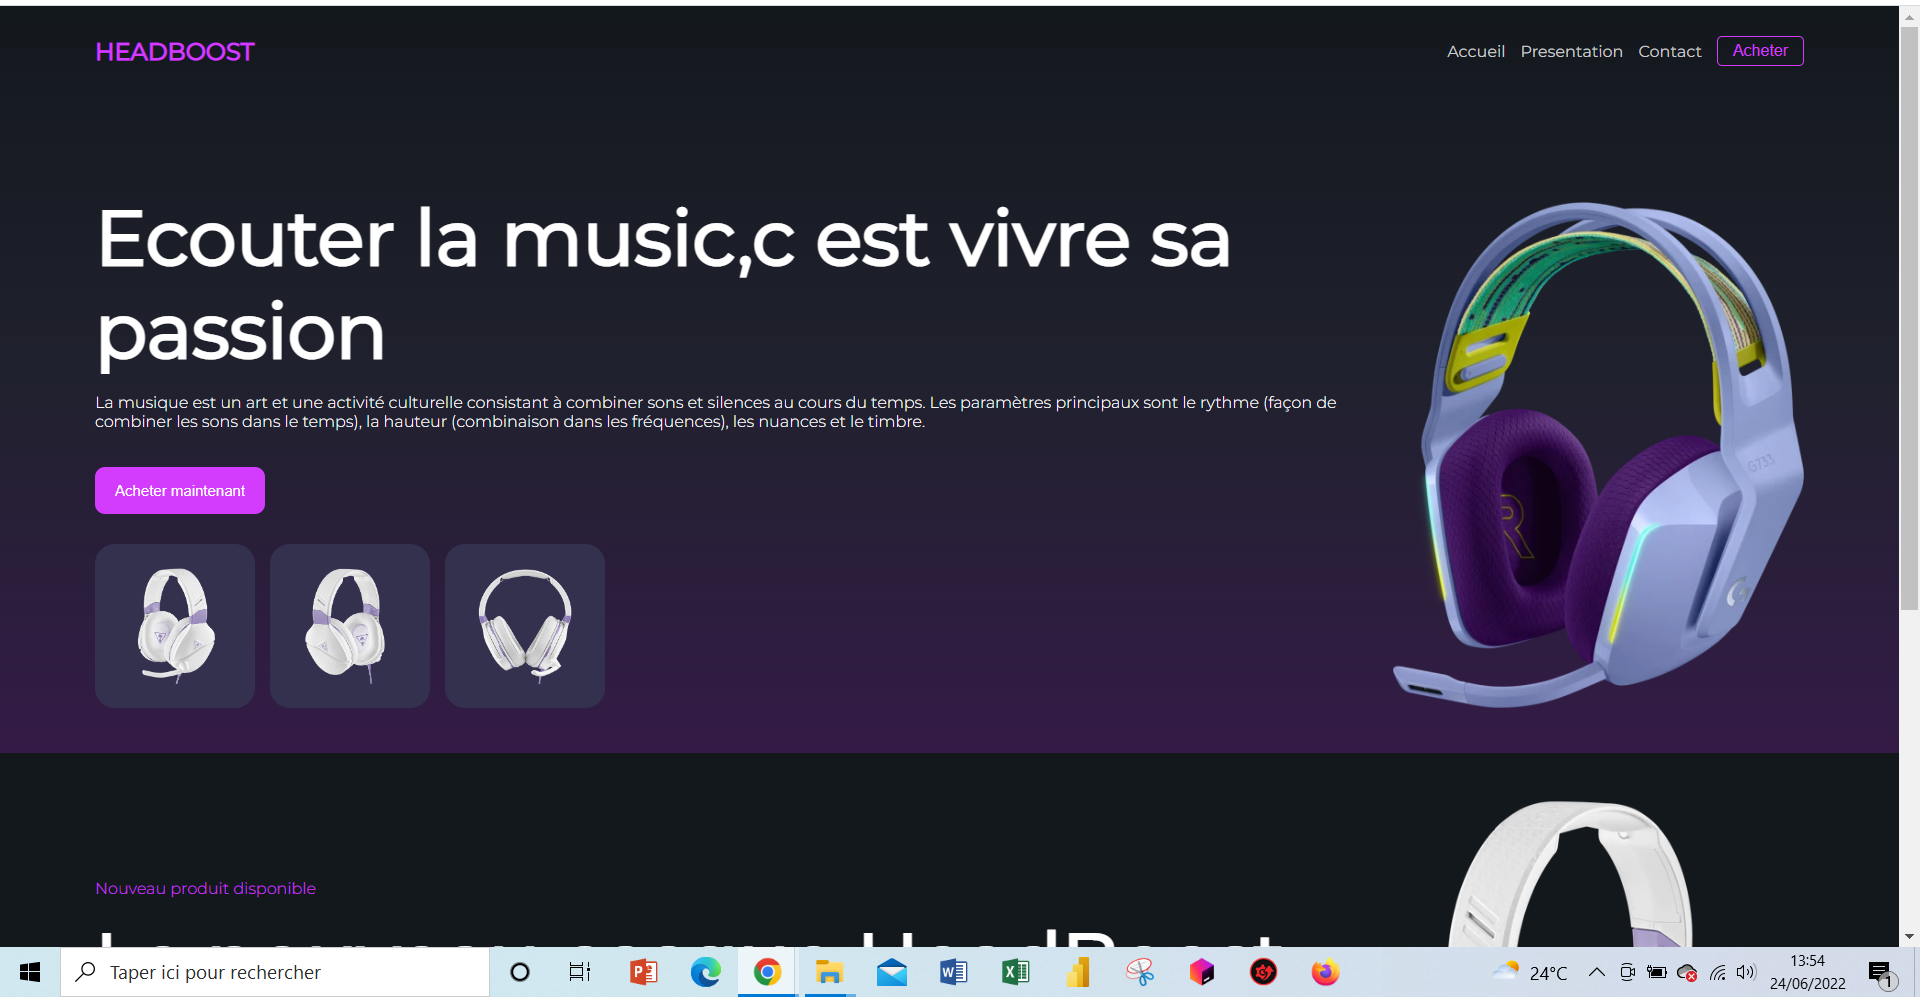 HEADBOOST
Accueil Presentation Contact Acheter
Ecouter la music,c est vivre sa
passion
La musique est un art et une activité culturelle consistant à combiner sons et silences au cours du temps. Les paramètres principaux sont le rythme (façon de
combiner les sons dans le temps), la hauteur (combinaison dans les fréquences), les nuances et le timbre.
Acheter maintenant
G733
R
Nouveau produit disponible
Taper ici pour rechercher
24°C
13:54
24/06/2022
1